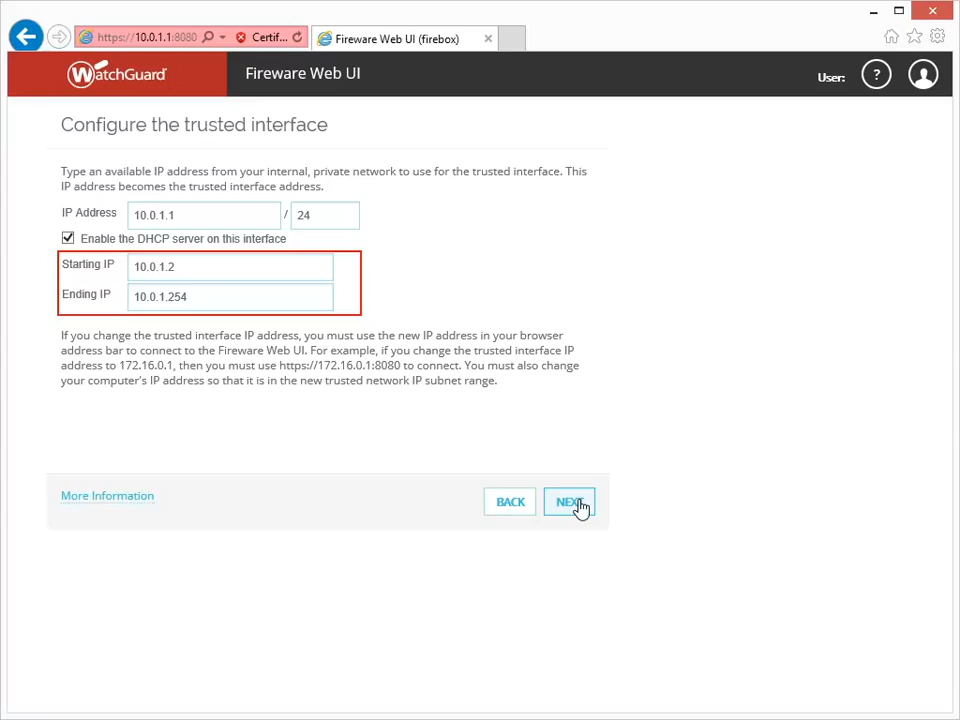 https://10.0.1.1:8080
Certif...
Fireware Web UI (firebox)
WatchGuard
Fireware Web UI
User:
?
Configure the trusted interface
Type an available IP address from your internal, private network to use for the trusted interface. This
IP address becomes the trusted interface address.
IP Address 10.0.1.1 / 24
Enable the DHCP server on this interface
Starting IP 10.0.1.2
Ending IP 10.0.1.254
If you change the trusted interface IP address, you must use the new IP address in your browser
address bar to connect to the Fireware Web UI. For example, if you change the trusted interface IP
address to 172.16.0.1, then you must use https://172.16.0.1:8080 to connect. You must also change
your computer's IP address so that it is in the new trusted network IP subnet range.
More Information
BACK
NEXT